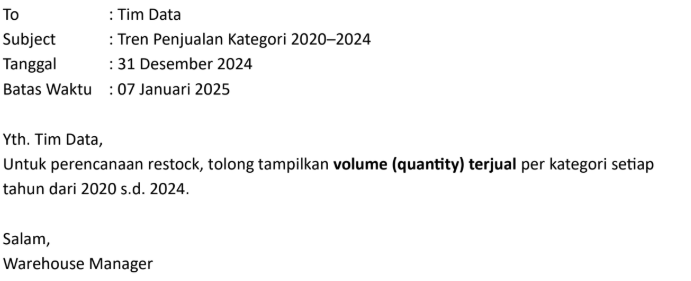 To : Tim Data
Subject : Tren Penjualan Kategori 2020–2024
Tanggal : 31 Desember 2024
Batas Waktu : 07 Januari 2025
Yth. Tim Data,
Untuk perencanaan restock, tolong tampilkan volume (quantity) terjual per kategori setiap
tahun dari 2020 s.d. 2024.
Salam,
Warehouse Manager